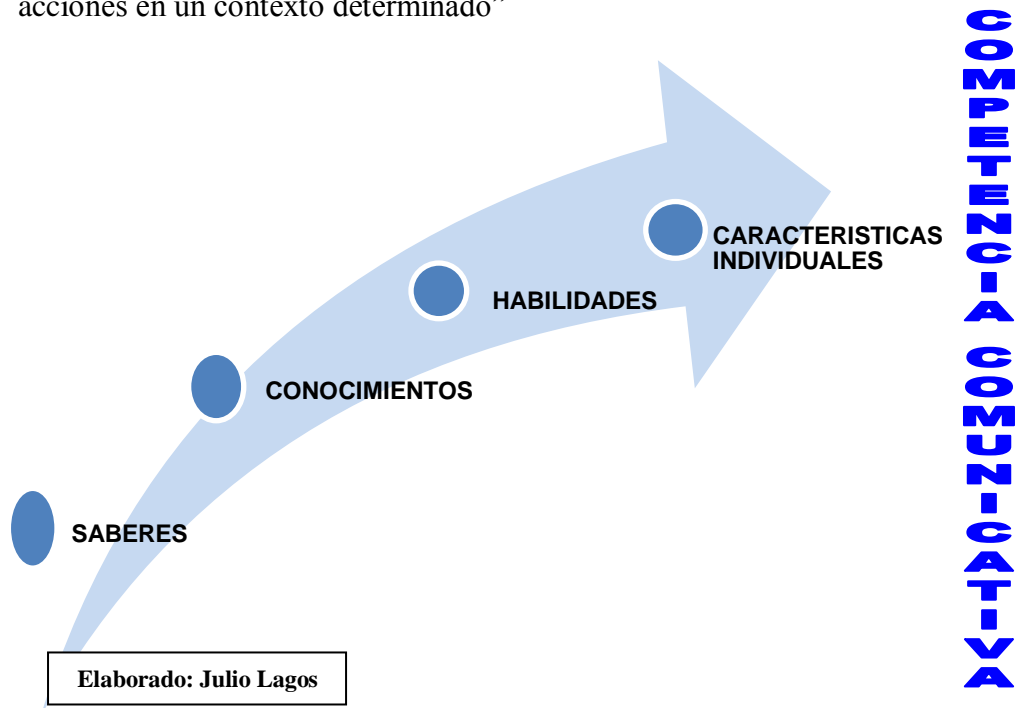 acciones en un contexto determinado”
CARACTERISTICAS
INDIVIDUALES
HABILIDADES
CONOCIMIENTOS
SABERES
Elaborado: Julio Lagos
COMPETENCIA COMUNICATIVA